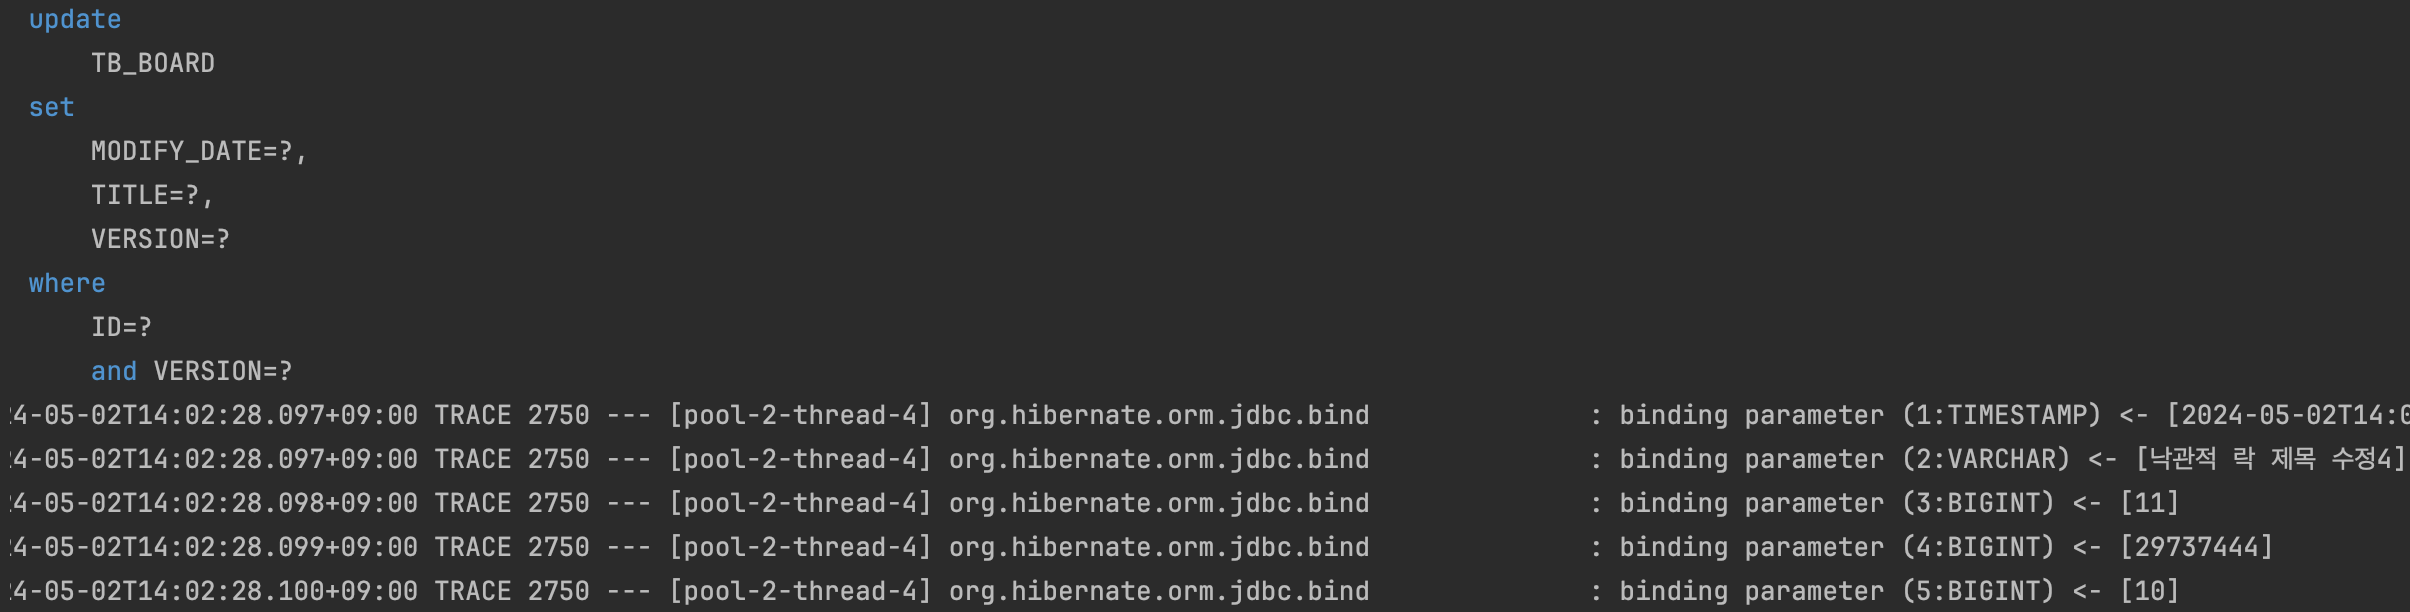 update
TB_BOARD
set
MODIFY_DATE=?,
TITLE=?,
VERSION=?
where
ID=?
and VERSION=?
24-05-02T14:02:28.097+09:00 TRACE 2750 --- [pool-2-thread-4] org.hibernate.orm.jdbc.bind : binding parameter (1:TIMESTAMP) <- [2024-05-02T14:0
24-05-02T14:02:28.097+09:00 TRACE 2750 --- [pool-2-thread-4] org.hibernate.orm.jdbc.bind : binding parameter (2:VARCHAR) <- [낙관적 락 제목 수정4]
24-05-02T14:02:28.098+09:00 TRACE 2750 --- [pool-2-thread-4] org.hibernate.orm.jdbc.bind : binding parameter (3:BIGINT) <- [11]
24-05-02T14:02:28.099+09:00 TRACE 2750 --- [pool-2-thread-4] org.hibernate.orm.jdbc.bind : binding parameter (4:BIGINT) <- [29737444]
24-05-02T14:02:28.100+09:00 TRACE 2750 --- [pool-2-thread-4] org.hibernate.orm.jdbc.bind : binding parameter (5:BIGINT) <- [10]